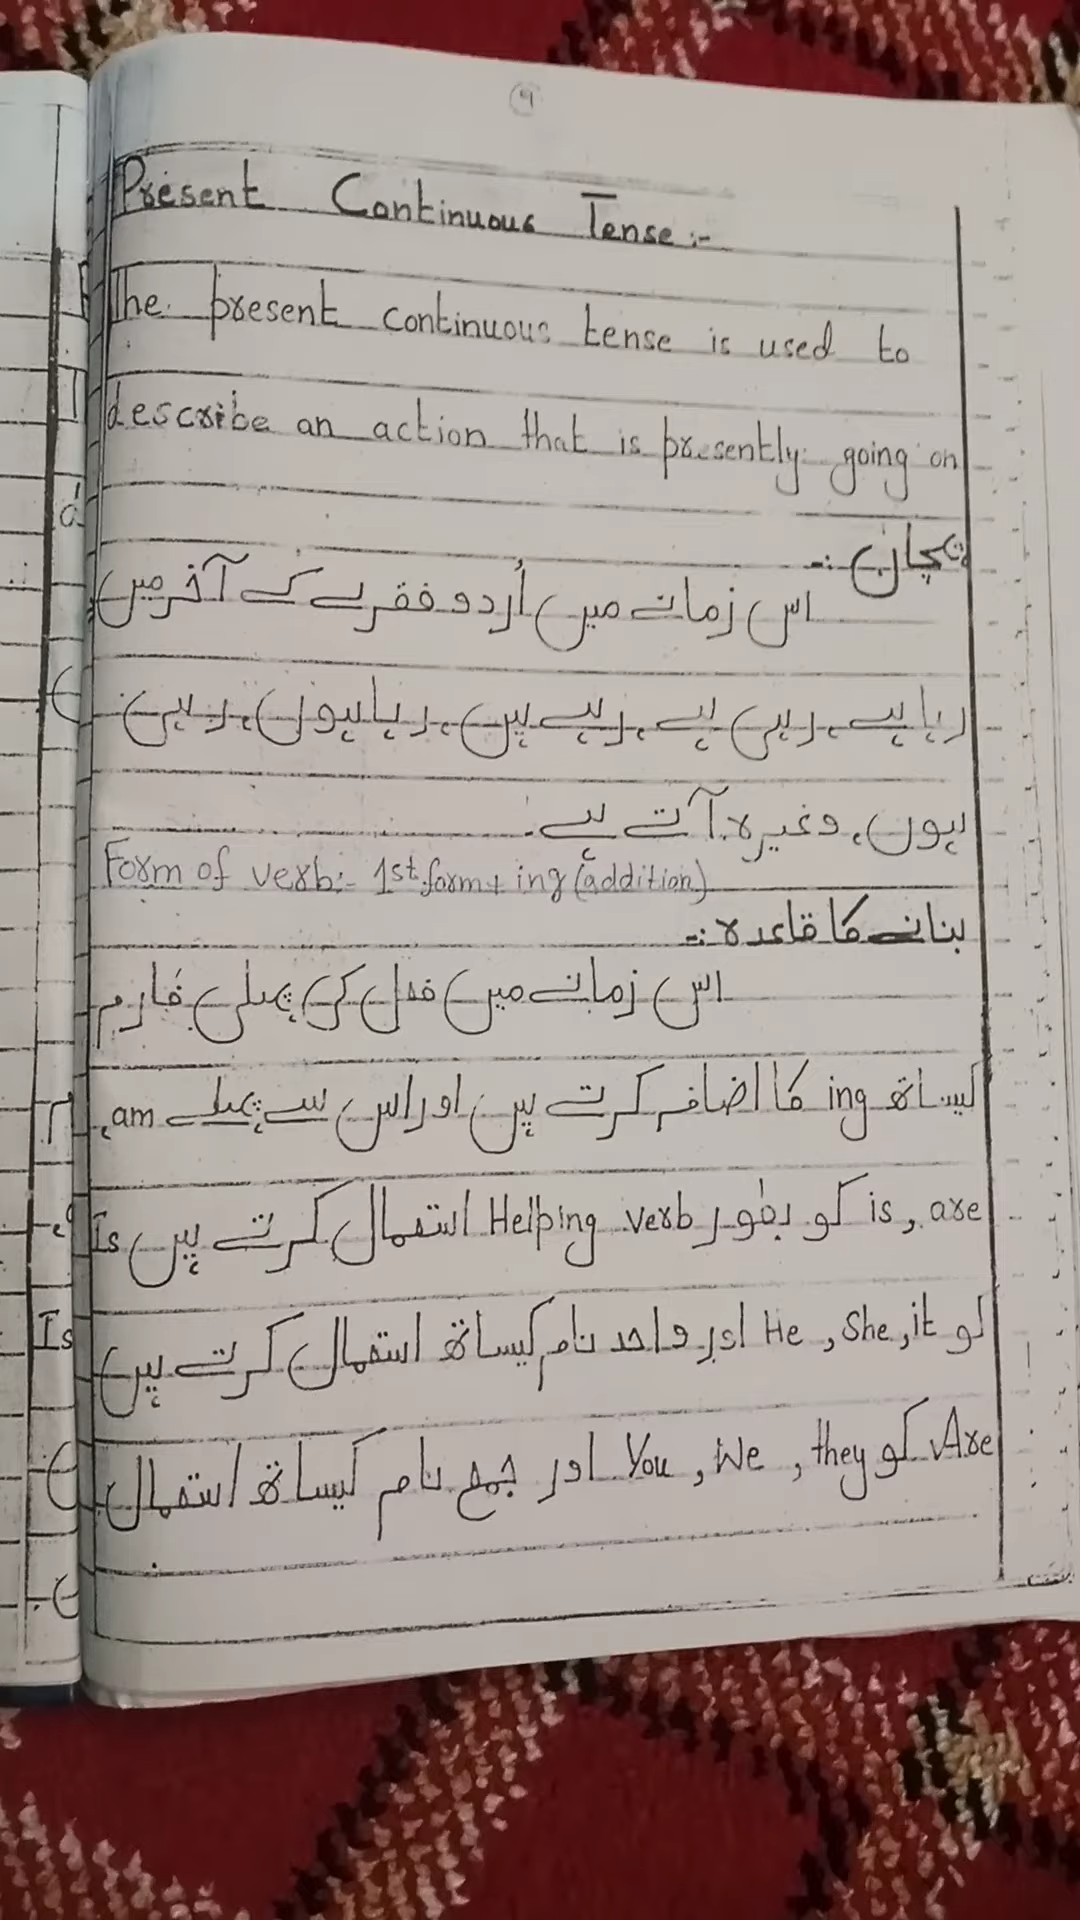 ۹
Present Continuous Tense :-
The present continuous tense is used to
describe an action that is presently going on
پہچان :-
اس زمانے میں اُردو فقرے کے آخر میں
رہا ہے، رہی ہے، رہے ہیں، رہا ہوں، رہی
ہوں، وغیرہ آتے ہے۔
Form of verb:- 1st form + ing (addition)
بنانے کا قاعدہ :-
اس زمانے میں فعل کی پہلی فارم
کیساتھ ing کا اضافہ کرتے ہیں اور اس سے پہلے am،
is, are کو بطور Helping verb استعمال کرتے ہیں Is
کو He, She, it اور واحد نام کیساتھ استعمال کرتے ہیں
Are کو You, We, they اور جمع نام کیساتھ استعمال
Is